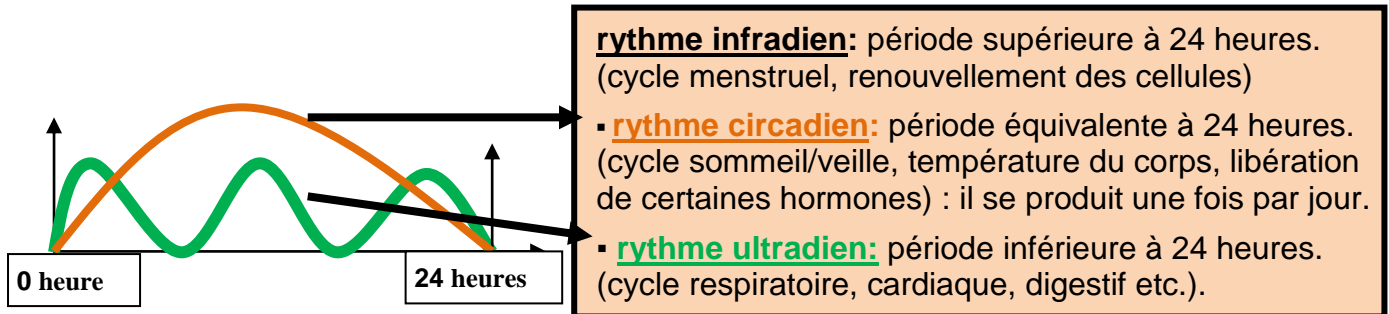 rythme infradien: période supérieure à 24 heures.
(cycle menstruel, renouvellement des cellules)
▪ rythme circadien: période équivalente à 24 heures.
(cycle sommeil/veille, température du corps, libération
de certaines hormones) : il se produit une fois par jour.
▪ rythme ultradien: période inférieure à 24 heures.
(cycle respiratoire, cardiaque, digestif etc.).
0 heure
24 heures